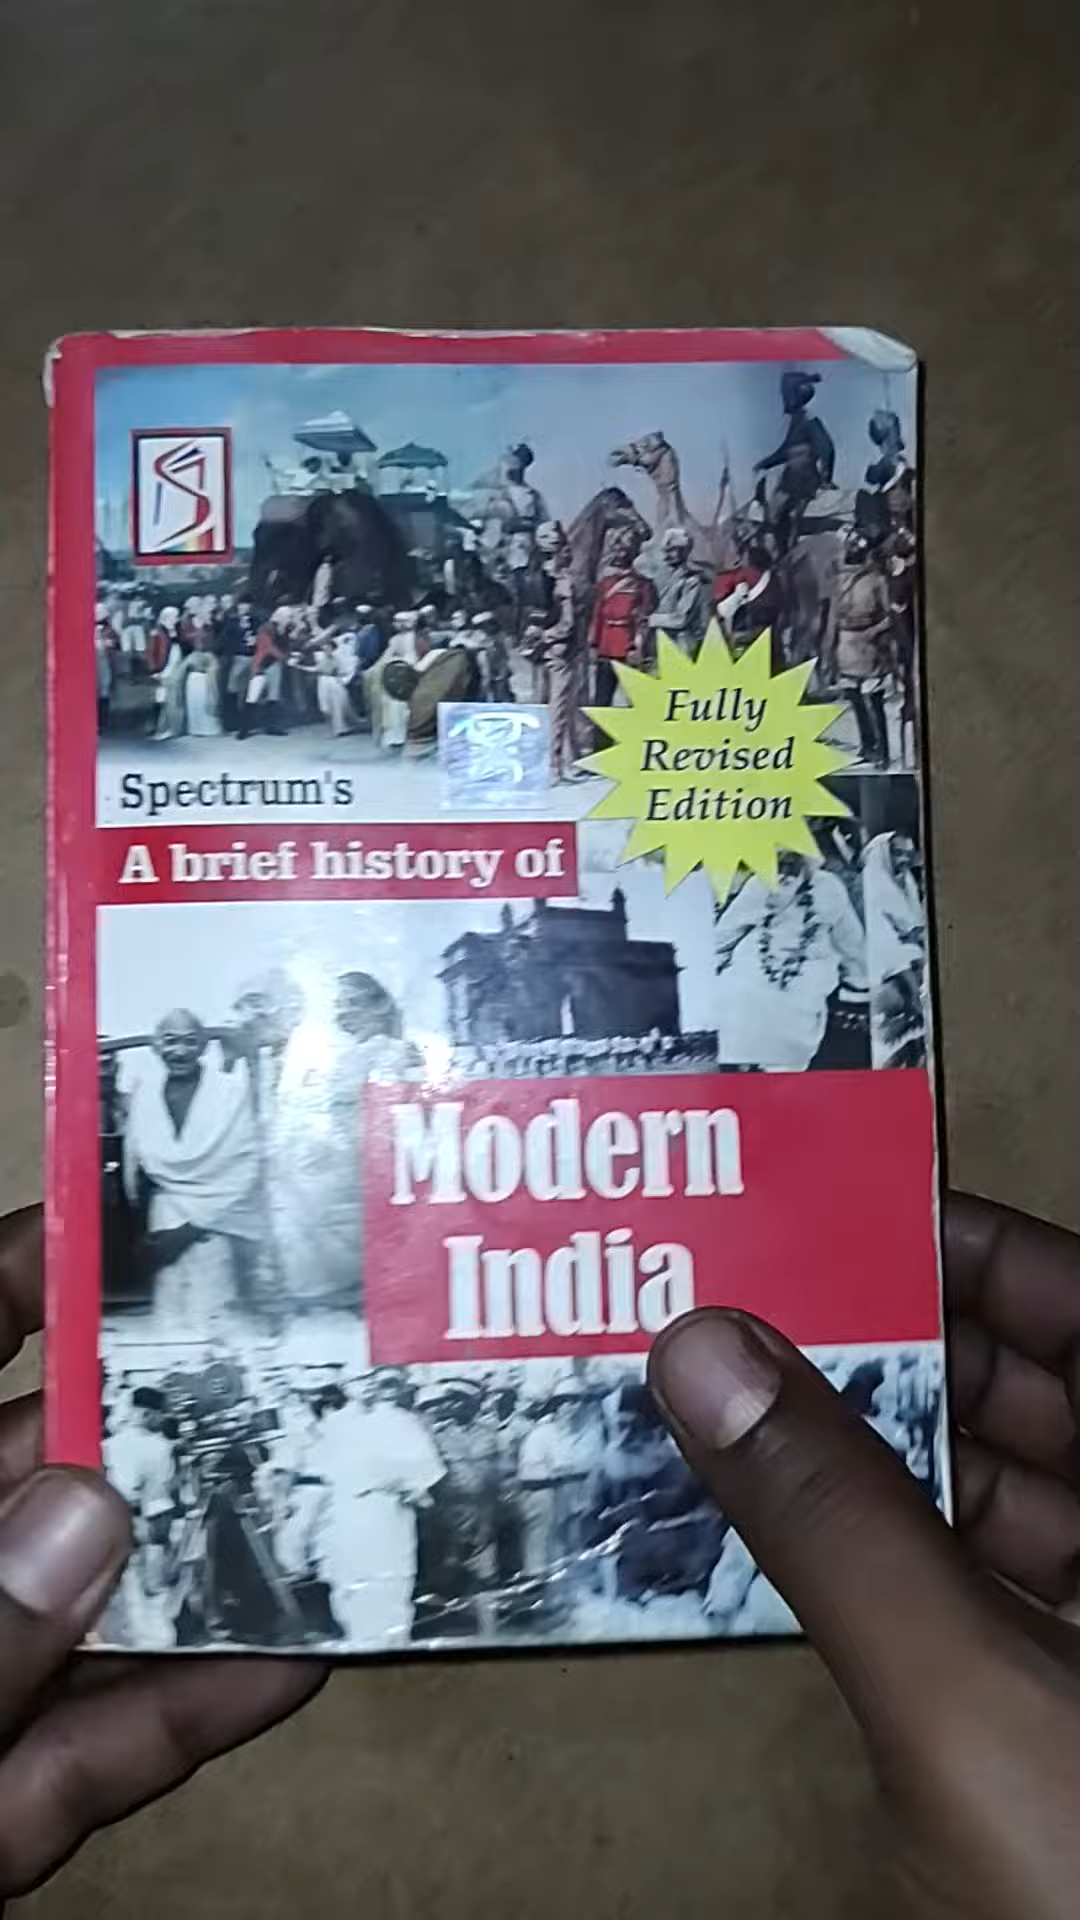 Fully
Revised
Edition
Spectrum's
A brief history of
Modern
India